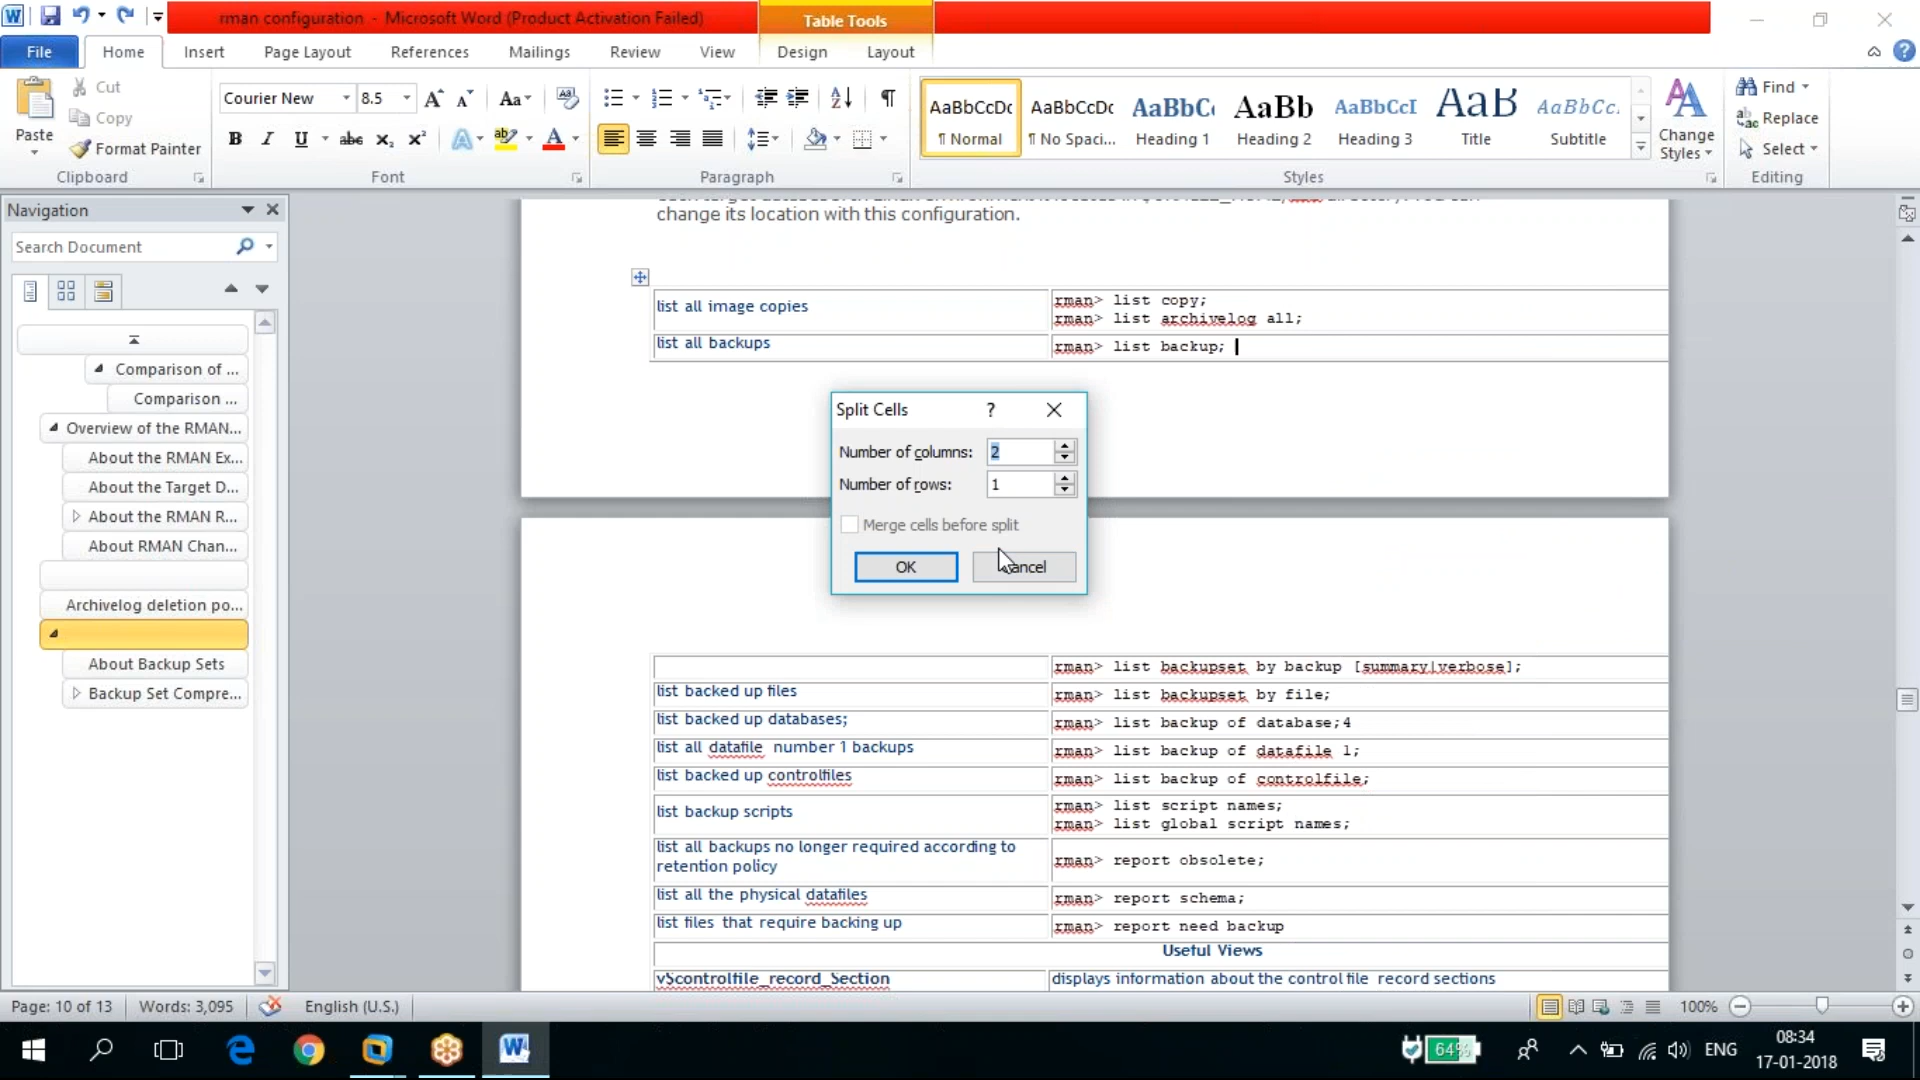 rman configuration - Microsoft Word (Product Activation Failed)
Table Tools
File
Home
Insert
Page Layout
References
Mailings
Review
View
Design
Layout
Paste
Cut
Copy
Format Painter
Clipboard
Courier New
8.5
Font
Paragraph
AaBbCcDc
¶ Normal
AaBbCcDc
¶ No Spaci...
AaBbC
Heading 1
AaBb
Heading 2
AaBbCcI
Heading 3
AaB
Title
AaBbCc.
Subtitle
Styles
Change
Styles
Find
Replace
Select
Editing
Navigation
Search Document
Comparison of ...
Comparison ...
Overview of the RMAN...
About the RMAN Ex...
About the Target D...
About the RMAN R...
About RMAN Chan...
Archivelog deletion po...
About Backup Sets
Backup Set Compre...
change its location with this configuration.
list all image copies
rman> list copy;
rman> list archivelog all;
list all backups
rman> list backup;
Split Cells
?
Number of columns: 2
Number of rows: 1
Merge cells before split
OK
rman> list backupset by backup [summary|verbose];
list backed up files
rman> list backupset by file;
list backed up databases;
rman> list backup of database;4
list all datafile number 1 backups
rman> list backup of datafile 1;
list backed up controlfiles
rman> list backup of controlfile;
list backup scripts
rman> list script names;
rman> list global script names;
list all backups no longer required according to
retention policy
rman> report obsolete;
list all the physical datafiles
rman> report schema;
list files that require backing up
rman> report need backup
Useful Views
v$controlfile_record_Section
displays information about the control file record sections
Page: 10 of 13
Words: 3,095
English (U.S.)
100%
64%
ENG
08:34
17-01-2018